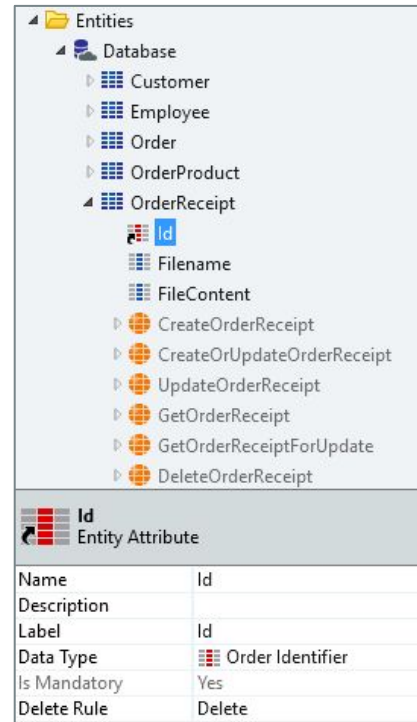 Entities
Database
Customer
Employee
Order
OrderProduct
OrderReceipt
Id
Filename
FileContent
CreateOrderReceipt
CreateOrUpdateOrderReceipt
UpdateOrderReceipt
GetOrderReceipt
GetOrderReceiptForUpdate
DeleteOrderReceipt
Id
Entity Attribute
Name Id
Description
Label Id
Data Type Order Identifier
Is Mandatory Yes
Delete Rule Delete